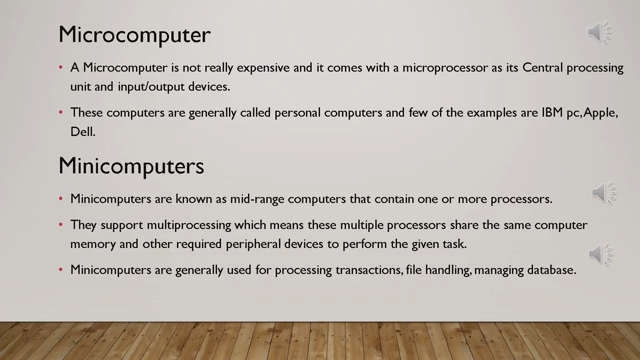 Microcomputer
• A Microcomputer is not really expensive and it comes with a microprocessor as its Central processing
unit and input/output devices.
• These computers are generally called personal computers and few of the examples are IBM pc, Apple,
Dell.
Minicomputers
• Minicomputers are known as mid-range computers that contain one or more processors.
• They support multiprocessing which means these multiple processors share the same computer
memory and other required peripheral devices to perform the given task.
• Minicomputers are generally used for processing transactions, file handling, managing database.